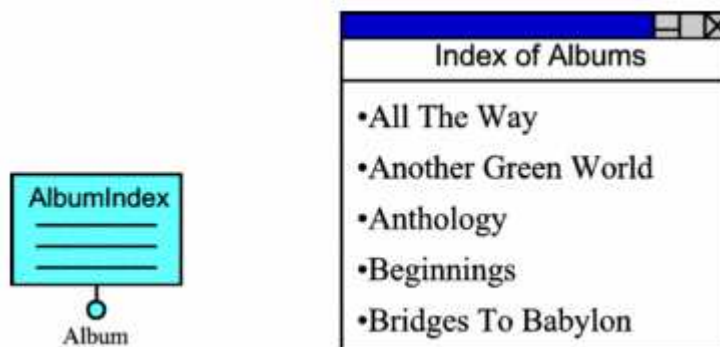 AlbumIndex
Album
Index of Albums
•All The Way
•Another Green World
•Anthology
•Beginnings
•Bridges To Babylon